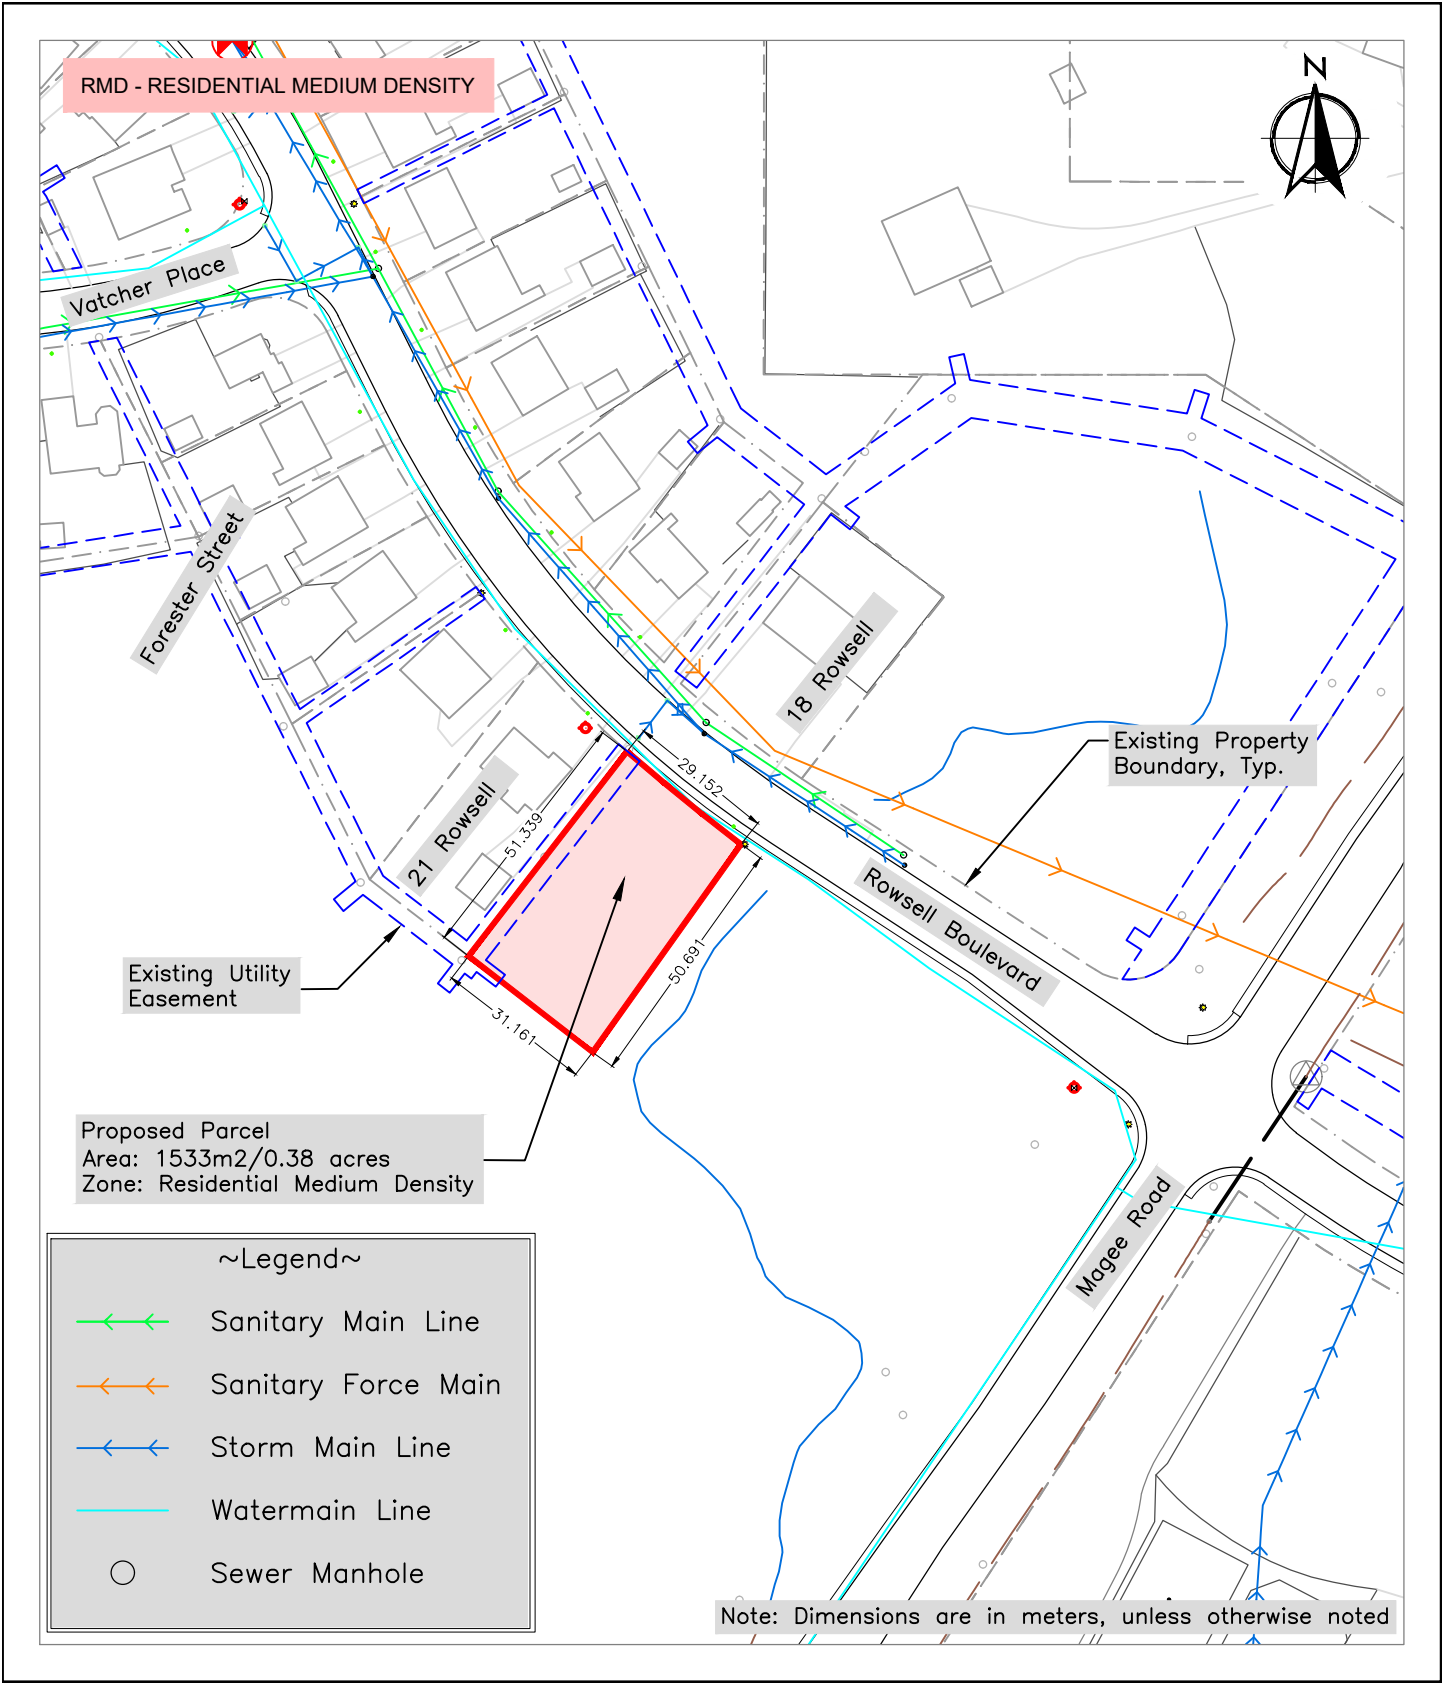 N
RMD - RESIDENTIAL MEDIUM DENSITY
Vatcher Place
Forester Street
18 Rowsell
Existing Property
Boundary, Typ.
29.152
51.339
21 Rowsell
Rowsell Boulevard
50.691
Existing Utility
Easement
31.161
Proposed Parcel
Area: 1533m2/0.38 acres
Zone: Residential Medium Density
Magee Road
~Legend~
Sanitary Main Line
Sanitary Force Main
Storm Main Line
Watermain Line
Sewer Manhole
Note: Dimensions are in meters, unless otherwise noted